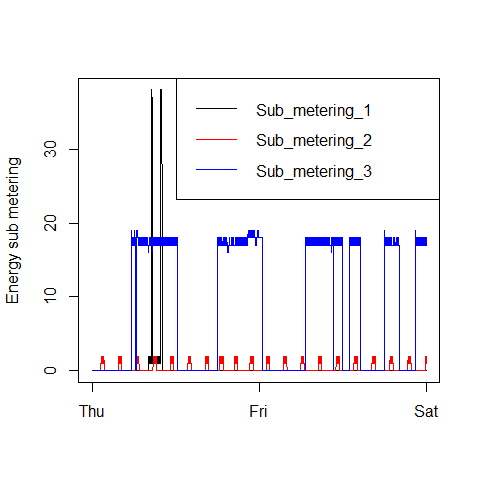 Sub_metering_1
Sub_metering_2
Sub_metering_3
Energy sub metering
30
20
10
0
Thu Fri Sat